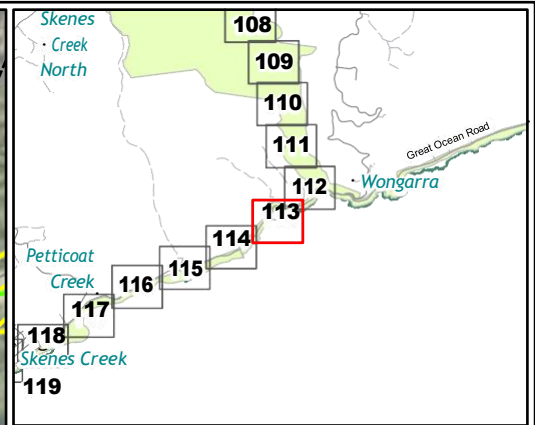 Skenes
Creek
North
108
109
110
111
Great Ocean Road
112
Wongarra
113
114
Petticoat
Creek
115
116
117
118
Skenes Creek
119